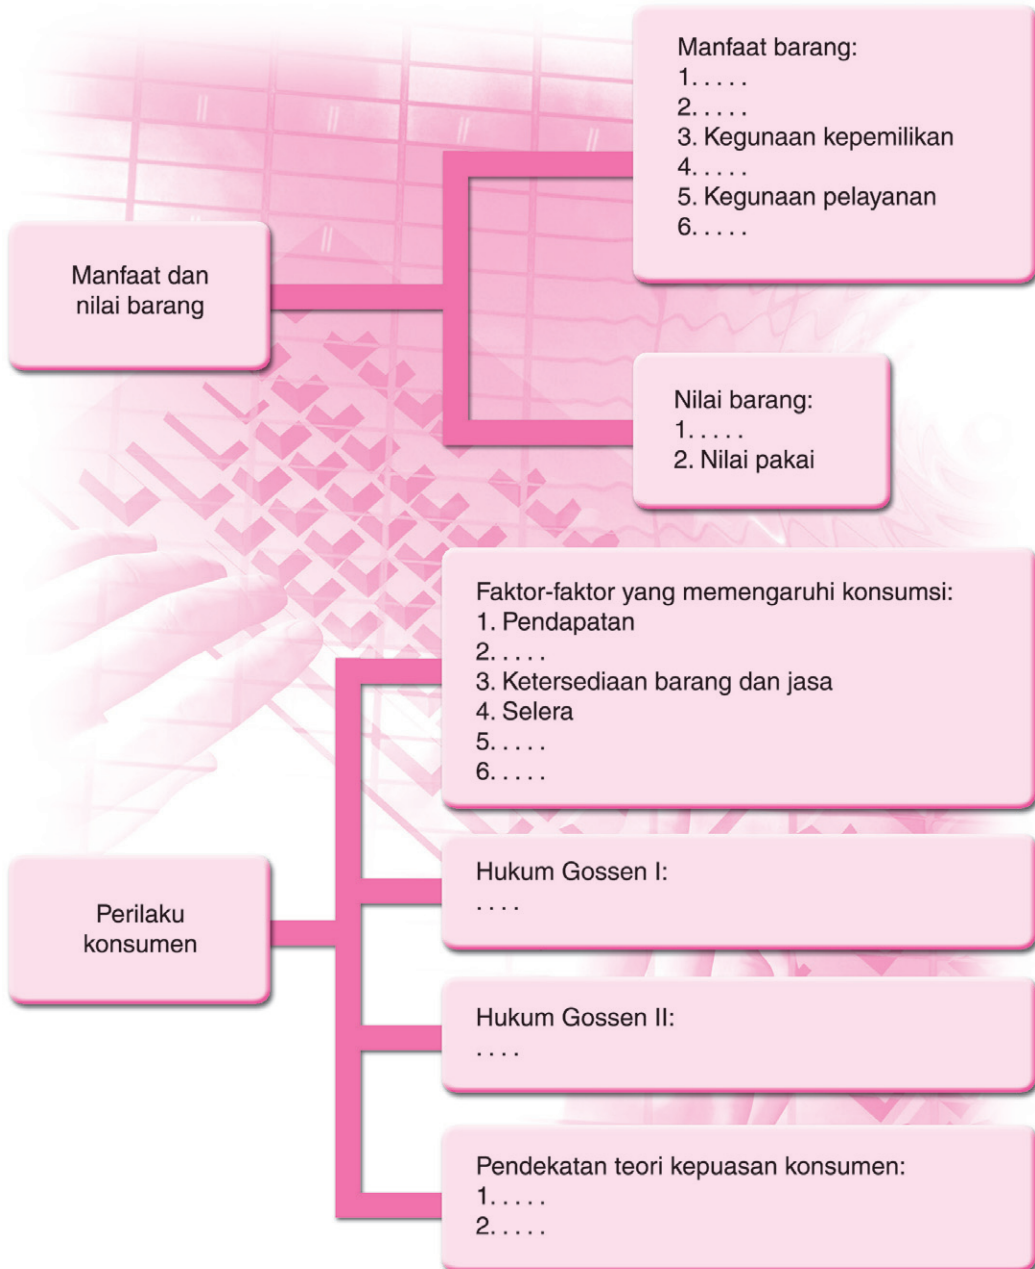 Manfaat dan
nilai barang
Manfaat barang:
1. . . . .
2. . . . .
3. Kegunaan kepemilikan
4. . . . .
5. Kegunaan pelayanan
6. . . . .
Nilai barang:
1. . . . .
2. Nilai pakai
Perilaku
konsumen
Faktor-faktor yang memengaruhi konsumsi:
1. Pendapatan
2. . . . .
3. Ketersediaan barang dan jasa
4. Selera
5. . . . .
6. . . . .
Hukum Gossen I:
. . . .
Hukum Gossen II:
. . . .
Pendekatan teori kepuasan konsumen:
1. . . . .
2. . . . .